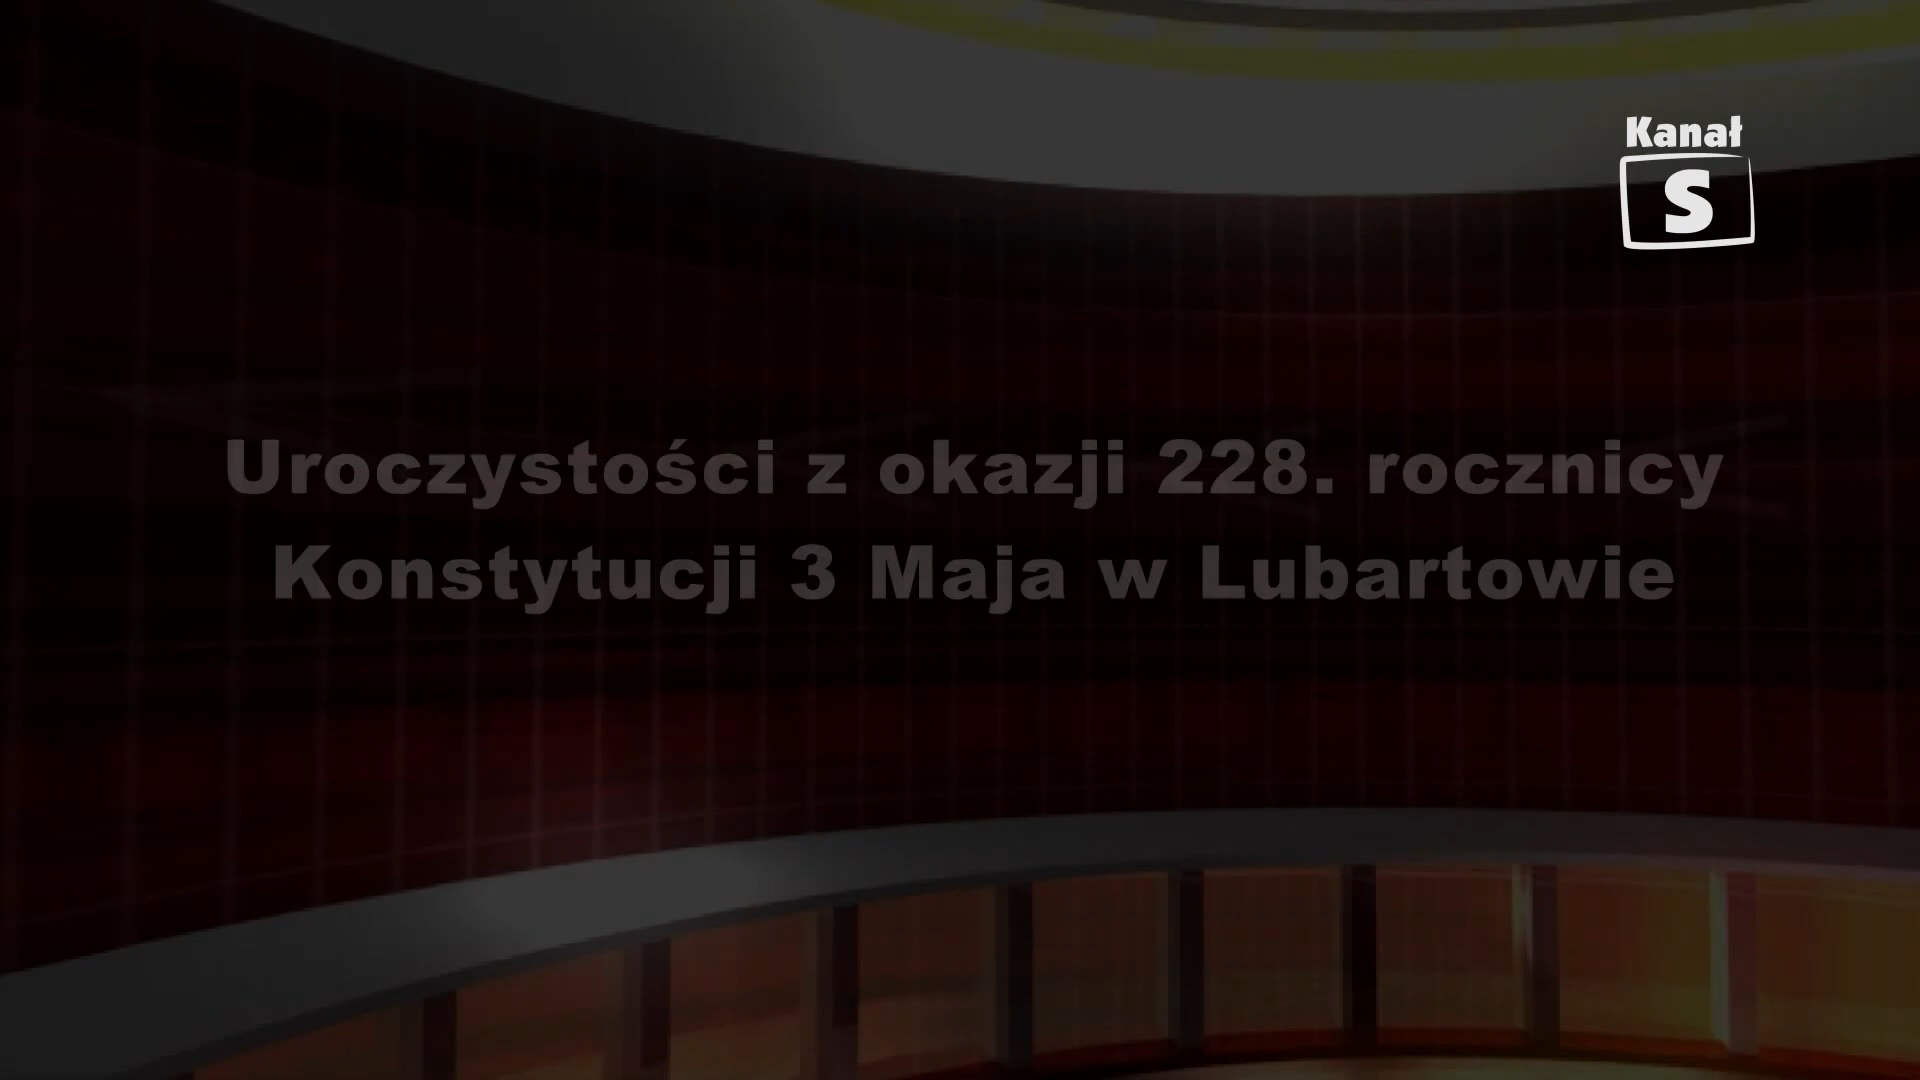 Kanał
S
Uroczystości z okazji 228. rocznicy
Konstytucji 3 Maja w Lubartowie